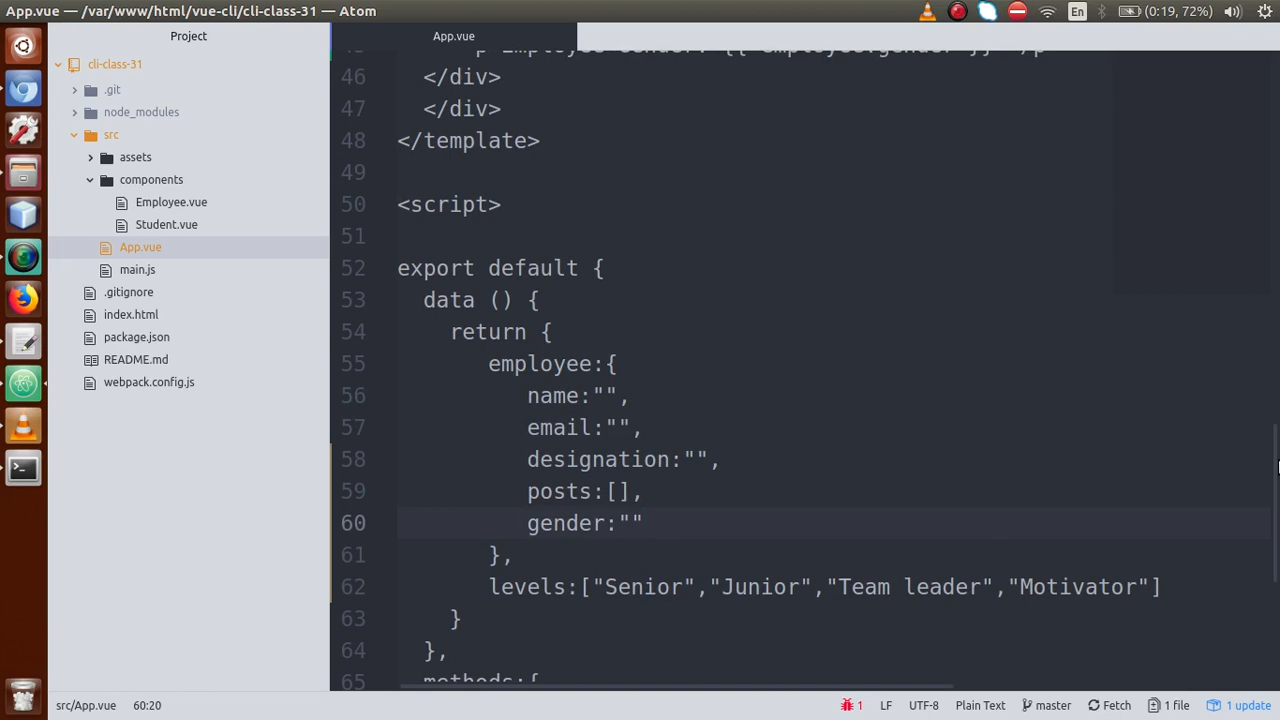 App.vue — /var/www/html/vue-cli/cli-class-31 — Atom
En
(0:19, 72%)
Project
App.vue
cli-class-31
.git
node_modules
src
assets
components
Employee.vue
Student.vue
App.vue
main.js
.gitignore
index.html
package.json
README.md
webpack.config.js
46 </div>
47 </div>
48 </template>
49
50 <script>
51
52 export default {
53 data () {
54 return {
55 employee:{
56 name:"",
57 email:"",
58 designation:"",
59 posts:[],
60 gender:""
61 },
62 levels:["Senior","Junior","Team leader","Motivator"]
63 }
64 },
65 methods:{
src/App.vue 60:20
1 LF UTF-8 Plain Text master Fetch 1 file 1 update